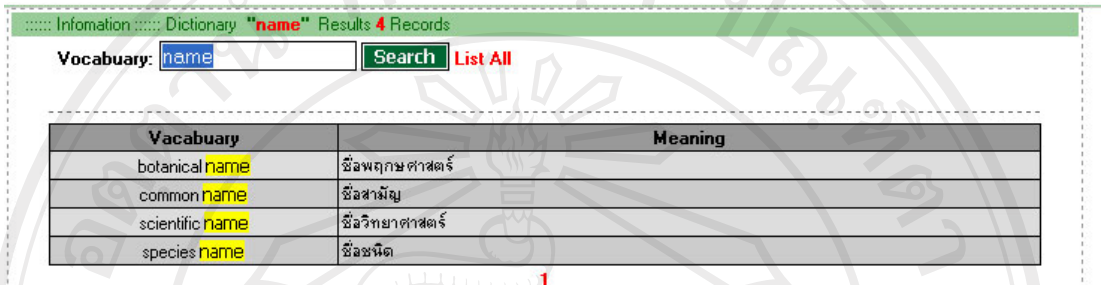 :::::: Infomation :::::: Dictionary "name" Results 4 Records
Vocabuary: name Search List All
Vacabuary Meaning
botanical name ชื่อพฤกษศาสตร์
common name ชื่อสามัญ
scientific name ชื่อวิทยาศาสตร์
species name ชื่อชนิด
1